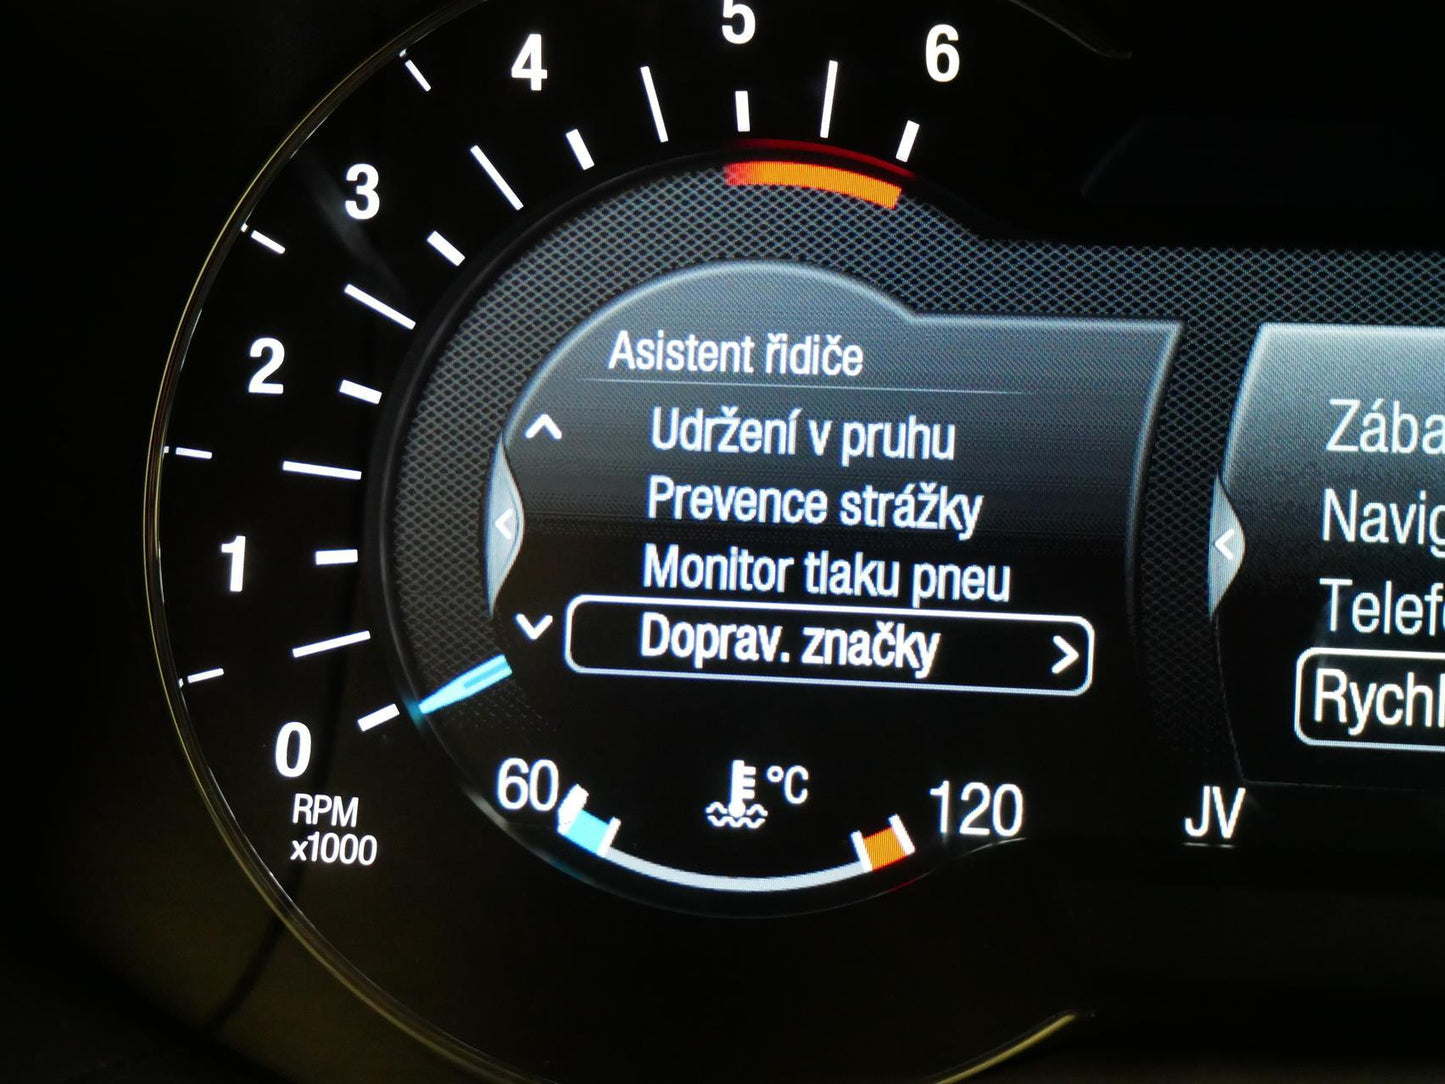 5
6
4
3
2
1
0
RPM
x1000
Asistent řidiče
Udržení v pruhu
Prevence strážky
Monitor tlaku pneu
Doprav. značky
60
°C
120
JV